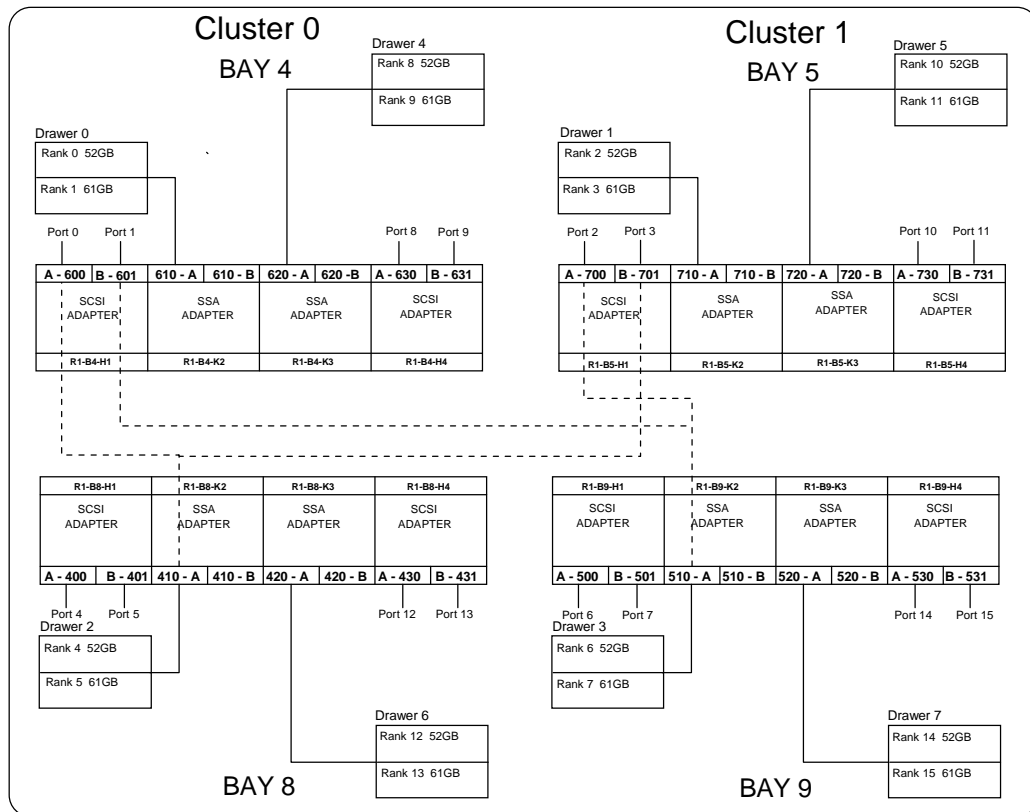 Cluster 0
Cluster 1
BAY 4
BAY 5
Drawer 4
Rank 8 52GB
Rank 9 61GB
Drawer 5
Rank 10 52GB
Rank 11 61GB
Drawer 0
Rank 0 52GB
Rank 1 61GB
Drawer 1
Rank 2 52GB
Rank 3 61GB
Port 0 Port 1 Port 8 Port 9
Port 2 Port 3 Port 10 Port 11
A - 600 B - 601 610 - A 610 - B 620 - A 620 -B A - 630 B - 631
SCSI ADAPTER SSA ADAPTER SSA ADAPTER SCSI ADAPTER
R1-B4-H1 R1-B4-K2 R1-B4-K3 R1-B4-H4
A - 700 B - 701 710 - A 710 - B 720 - A 720 - B A - 730 B - 731
SCSI ADAPTER SSA ADAPTER SSA ADAPTER SCSI ADAPTER
R1-B5-H1 R1-B5-K2 R1-B5-K3 R1-B5-H4
R1-B8-H1 R1-B8-K2 R1-B8-K3 R1-B8-H4
SCSI ADAPTER SSA ADAPTER SSA ADAPTER SCSI ADAPTER
A - 400 B - 401 410 - A 410 - B 420 - A 420 - B A - 430 B - 431
R1-B9-H1 R1-B9-K2 R1-B9-K3 R1-B9-H4
SCSI ADAPTER SSA ADAPTER SSA ADAPTER SCSI ADAPTER
A - 500 B - 501 510 - A 510 - B 520 - A 520 - B A - 530 B - 531
Port 4 Port 5 Port 12 Port 13
Port 6 Port 7 Port 14 Port 15
Drawer 2
Rank 4 52GB
Rank 5 61GB
Drawer 3
Rank 6 52GB
Rank 7 61GB
Drawer 6
Rank 12 52GB
Rank 13 61GB
Drawer 7
Rank 14 52GB
Rank 15 61GB
BAY 8
BAY 9